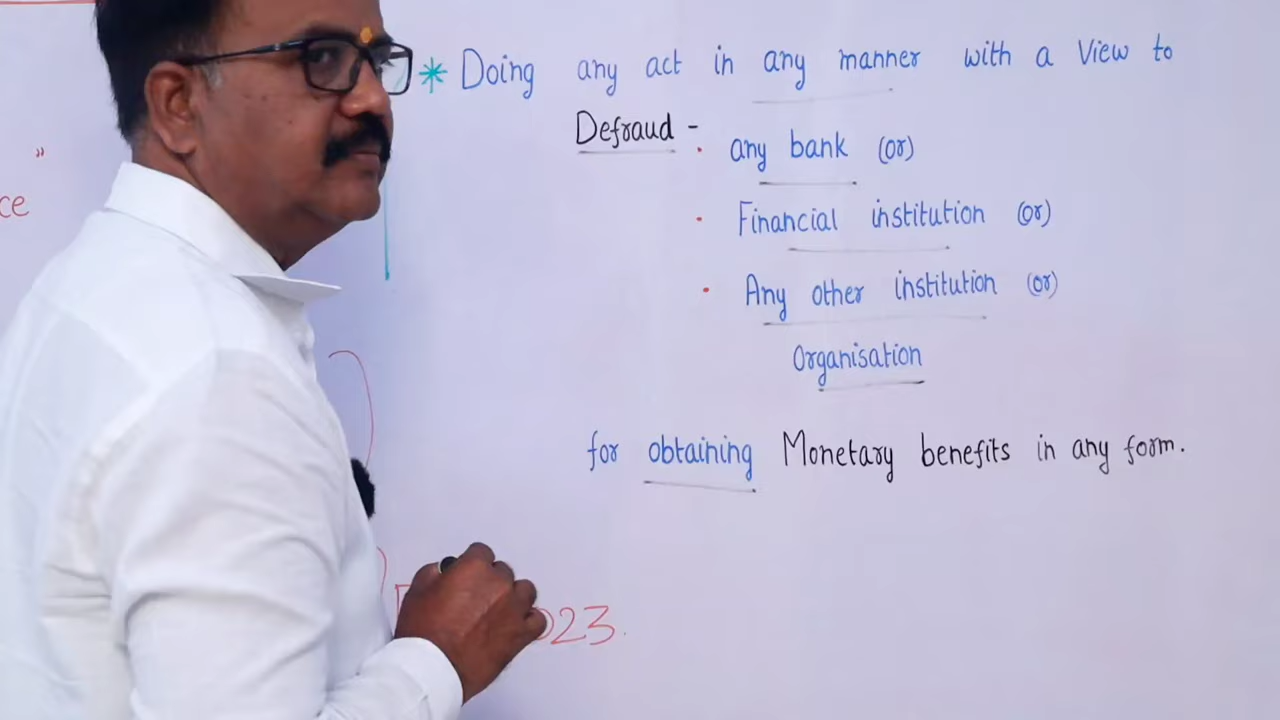 * Doing any act in any manner with a view to
Defraud - any bank (or)
Financial institution (or)
Any other institution (or)
Organisation
for obtaining Monetary benefits in any form.
ce
023.